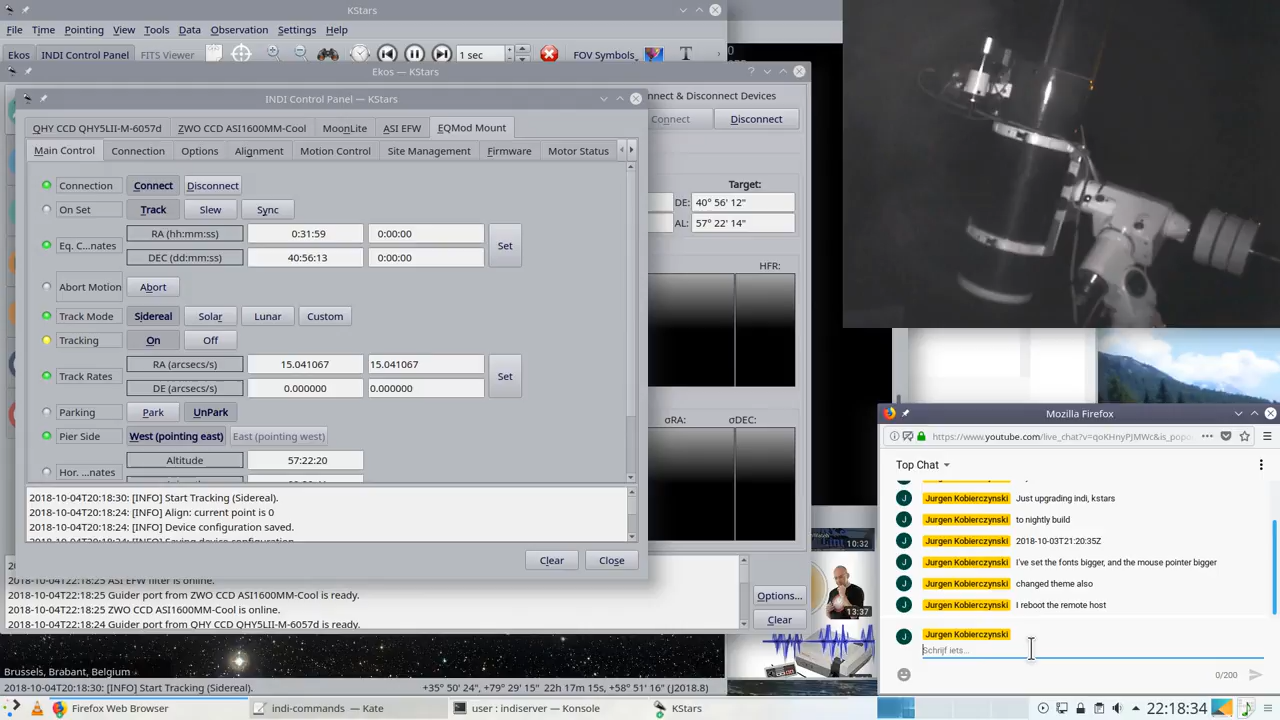 KStars
File Time Pointing View Tools Data Observation Settings Help
Ekos INDI Control Panel FITS Viewer 1 sec FOV Symbols T
Ekos — KStars
Connect & Disconnect Devices
Connect Disconnect
INDI Control Panel — KStars
QHY CCD QHY5LII-M-6057d ZWO CCD ASI1600MM-Cool MoonLite ASI EFW EQMod Mount
Main Control Connection Options Alignment Motion Control Site Management Firmware Motor Status
Connection Connect Disconnect
On Set Track Slew Sync
Eq. C...nates
RA (hh:mm:ss) 0:31:59 0:00:00
DEC (dd:mm:ss) 40:56:13 0:00:00
Set
Abort Motion Abort
Track Mode Sidereal Solar Lunar Custom
Tracking On Off
Track Rates
RA (arcsecs/s) 15.041067 15.041067
DE (arcsecs/s) 0.000000 0.000000
Set
Parking Park UnPark
Pier Side West (pointing east) East (pointing west)
Hor. ...nates
Altitude 57:22:20
2018-10-04T20:18:30: [INFO] Start Tracking (Sidereal).
2018-10-04T20:18:24: [INFO] Align: current point is 0
2018-10-04T20:18:24: [INFO] Device configuration saved.
Clear Close
Target:
DE: 40° 56' 12"
AL: 57° 22' 14"
HFR:
σRA: σDEC:
2018-10-04T22:18:25 ASI EFW filter is online.
2018-10-04T22:18:25 Guider port from ZWO CCD ASI1600MM-Cool is ready.
2018-10-04T22:18:25 ZWO CCD ASI1600MM-Cool is online.
2018-10-04T22:18:24 Guider port from QHY CCD QHY5LII-M-6057d is ready.
Options...
Clear
Brussels, Brabant, Belgium
2018-10-04T20:18:30: [INFO] Start Tracking (Sidereal). +35° 50' 24", +79° 29' 15" 22h 17m 15s, +58° 51' 16" (J2018.8)
10:32
13:37
Mozilla Firefox
https://www.youtube.com/live_chat?v=qoKHnyPJMWc&is_popo
Top Chat
Jurgen Kobierczynski Just upgrading indi, kstars
Jurgen Kobierczynski to nightly build
Jurgen Kobierczynski 2018-10-03T21:20:35Z
Jurgen Kobierczynski I've set the fonts bigger, and the mouse pointer bigger
Jurgen Kobierczynski changed theme also
Jurgen Kobierczynski I reboot the remote host
Jurgen Kobierczynski
Schrijf iets...
0/200
Firefox Web Browser indi-commands — Kate user : indiserver — Konsole KStars 22:18:34